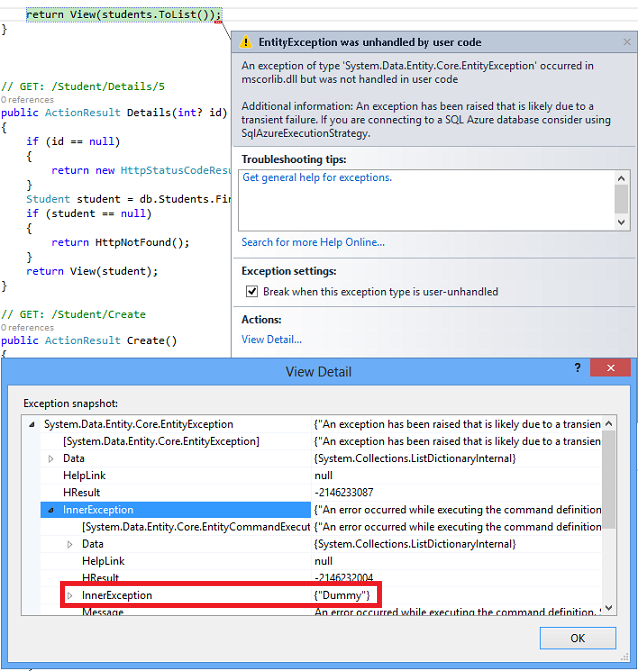 return View(students.ToList());
}
// GET: /Student/Details/5
0 references
public ActionResult Details(int? id)
{
if (id == null)
{
return new HttpStatusCodeResu
}
Student student = db.Students.Fin
if (student == null)
{
return HttpNotFound();
}
return View(student);
}
// GET: /Student/Create
0 references
public ActionResult Create()
{
EntityException was unhandled by user code
An exception of type 'System.Data.Entity.Core.EntityException' occurred in
mscorlib.dll but was not handled in user code
Additional information: An exception has been raised that is likely due to a
transient failure. If you are connecting to a SQL Azure database consider using
SqlAzureExecutionStrategy.
Troubleshooting tips:
Get general help for exceptions.
Search for more Help Online...
Exception settings:
Break when this exception type is user-unhandled
Actions:
View Detail...
View Detail
?
Exception snapshot:
System.Data.Entity.Core.EntityException {"An exception has been raised that is likely due to a transien
[System.Data.Entity.Core.EntityException] {"An exception has been raised that is likely due to a transien
Data {System.Collections.ListDictionaryInternal}
HelpLink null
HResult -2146233087
InnerException {"An error occurred while executing the command definition
[System.Data.Entity.Core.EntityCommandExecut {"An error occurred while executing the command definition
Data {System.Collections.ListDictionaryInternal}
HelpLink null
HResult -2146232004
InnerException {"Dummy"}
Message An error occurred while executing the command definition. S
OK